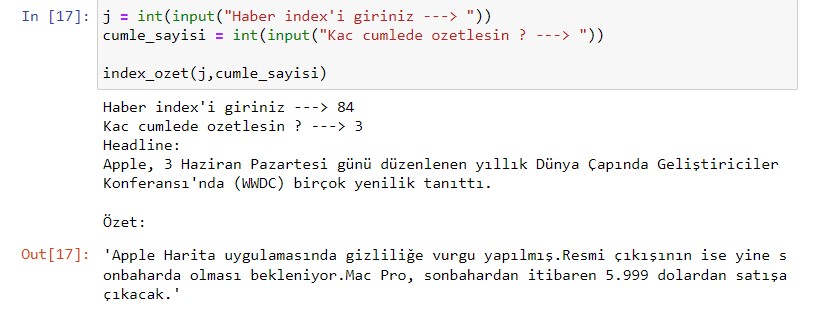 In [17]: j = int(input("Haber index'i giriniz ---> "))
cumle_sayisi = int(input("Kac cumlede ozetlesin ? ---> "))
index_ozet(j,cumle_sayisi)
Haber index'i giriniz ---> 84
Kac cumlede ozetlesin ? ---> 3
Headline:
Apple, 3 Haziran Pazartesi günü düzenlenen yıllık Dünya Çapında Geliştiriciler
Konferansı'nda (WWDC) birçok yenilik tanıttı.
Özet:
Out[17]: 'Apple Harita uygulamasında gizliliğe vurgu yapılmış.Resmi çıkışının ise yine s
onbaharda olması bekleniyor.Mac Pro, sonbahardan itibaren 5.999 dolardan satışa
çıkacak.'